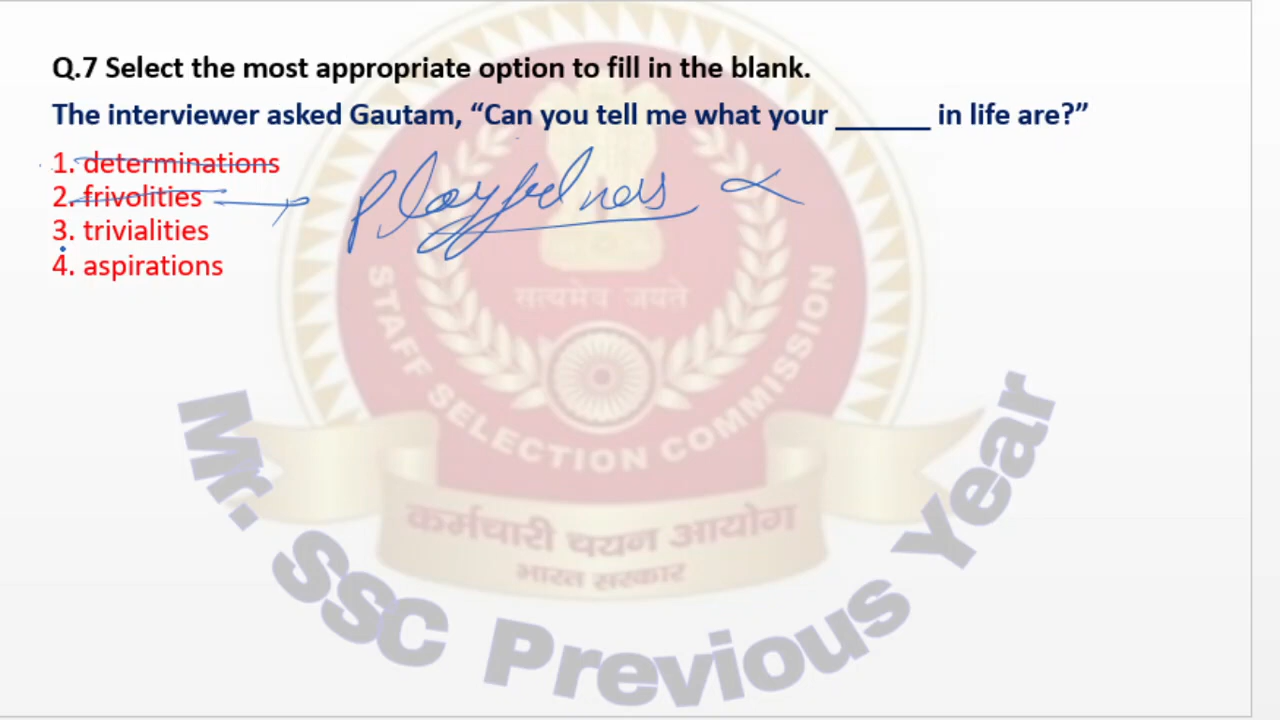 Q.7 Select the most appropriate option to fill in the blank.
The interviewer asked Gautam, “Can you tell me what your ______ in life are?”
1. determinations
2. frivolities
Playfulness
3. trivialities
4. aspirations
सत्यमेव जयते
STAFF SELECTION COMMISSION
कर्मचारी चयन आयोग
भारत सरकार
Mr. SSC Previous Year